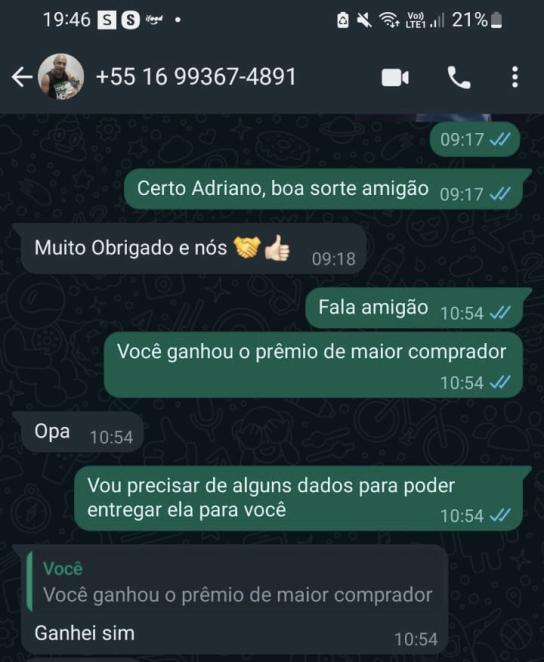 19:46 S S ifood • Vo)) LTE1 21%
+55 16 99367-4891
09:17
Certo Adriano, boa sorte amigão 09:17
Muito Obrigado e nós 🤝👍🏻 09:18
Fala amigão 10:54
Você ganhou o prêmio de maior comprador
10:54
Opa 10:54
Vou precisar de alguns dados para poder
entregar ela para você 10:54
Você
Você ganhou o prêmio de maior comprador
Ganhei sim 10:54